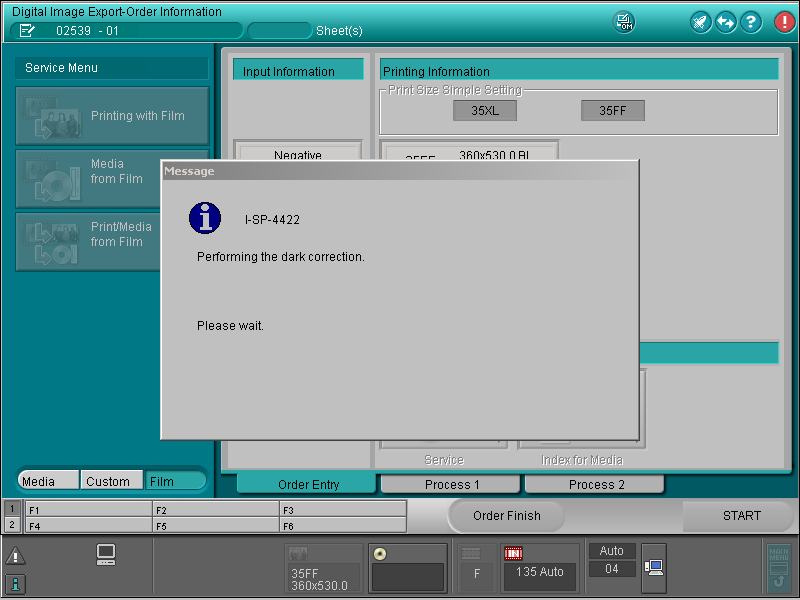 Digital Image Export-Order Information
02539 - 01
Sheet(s)
Service Menu
Printing with Film
Media
from Film
Print/Media
from Film
Input Information
Negative
Printing Information
Print Size Simple Setting
35XL
35FF
35FF
360x530.0 BL
Message
I-SP-4422
Performing the dark correction.
Please wait.
Service
Index for Media
Media
Custom
Film
Order Entry
Process 1
Process 2
1
2
F1
F2
F3
F4
F5
F6
Order Finish
START
35FF
360x530.0
F
135 Auto
Auto
04
MAIN
MENU